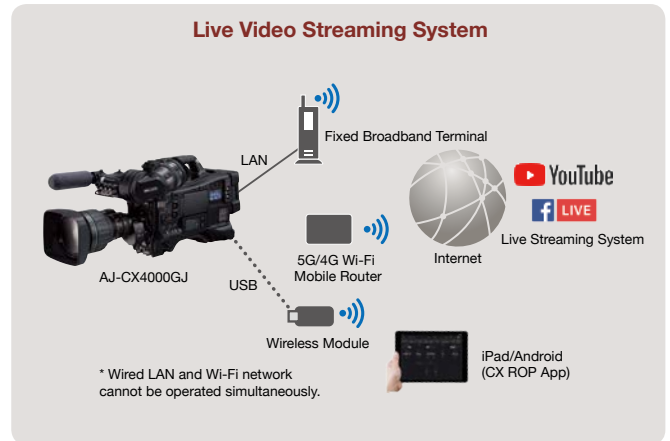 Live Video Streaming System
Fixed Broadband Terminal
LAN
YouTube
f LIVE
Live Streaming System
Internet
5G/4G Wi-Fi
Mobile Router
AJ-CX4000GJ
USB
Wireless Module
iPad/Android
(CX ROP App)
* Wired LAN and Wi-Fi network
cannot be operated simultaneously.